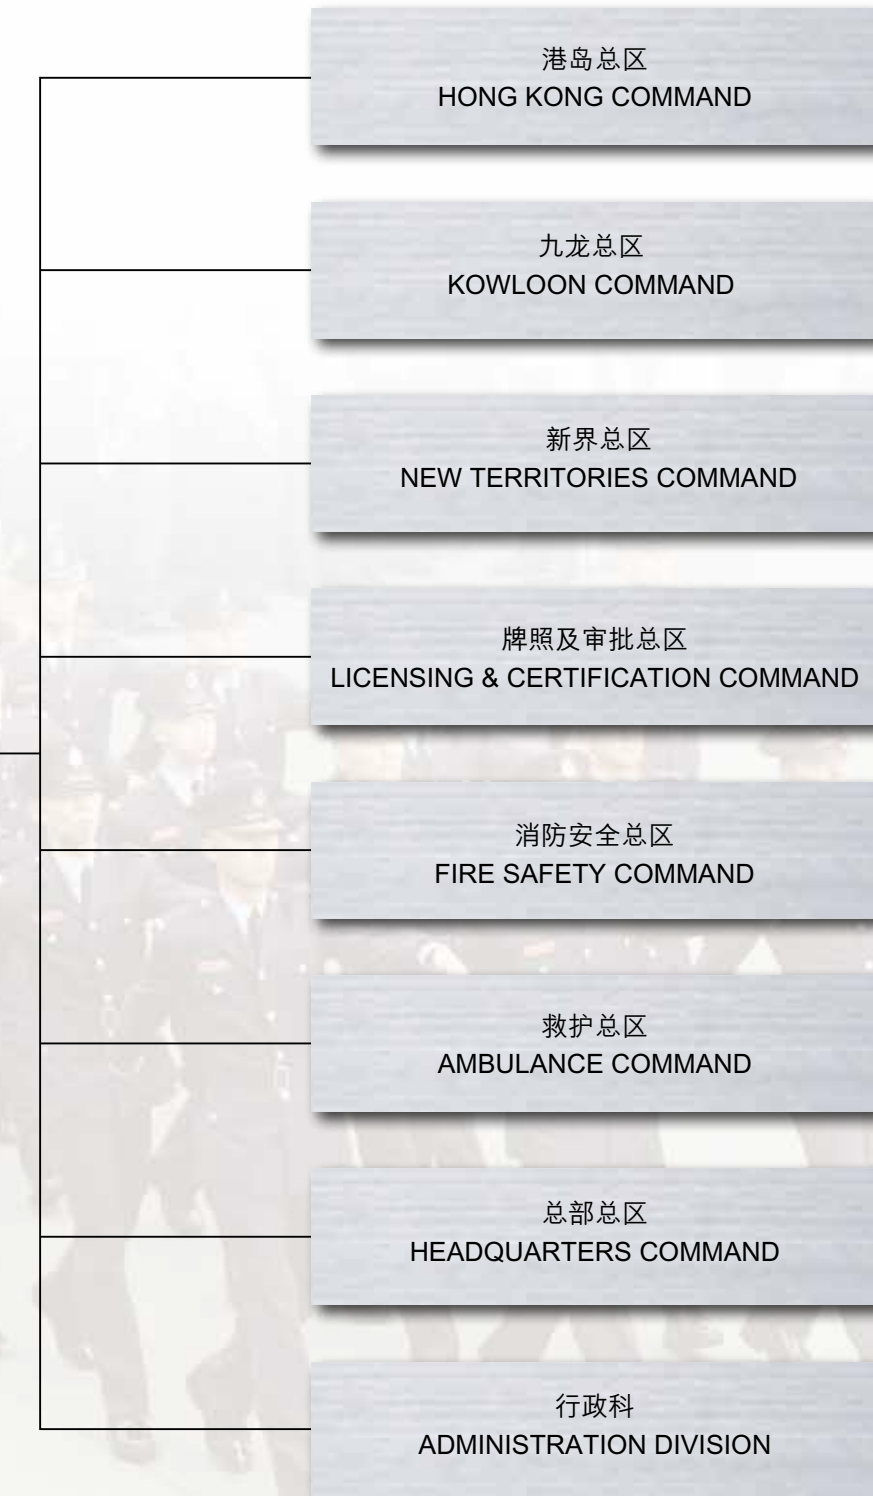 港岛总区
HONG KONG COMMAND
九龙总区
KOWLOON COMMAND
新界总区
NEW TERRITORIES COMMAND
牌照及审批总区
LICENSING & CERTIFICATION COMMAND
消防安全总区
FIRE SAFETY COMMAND
救护总区
AMBULANCE COMMAND
总部总区
HEADQUARTERS COMMAND
行政科
ADMINISTRATION DIVISION